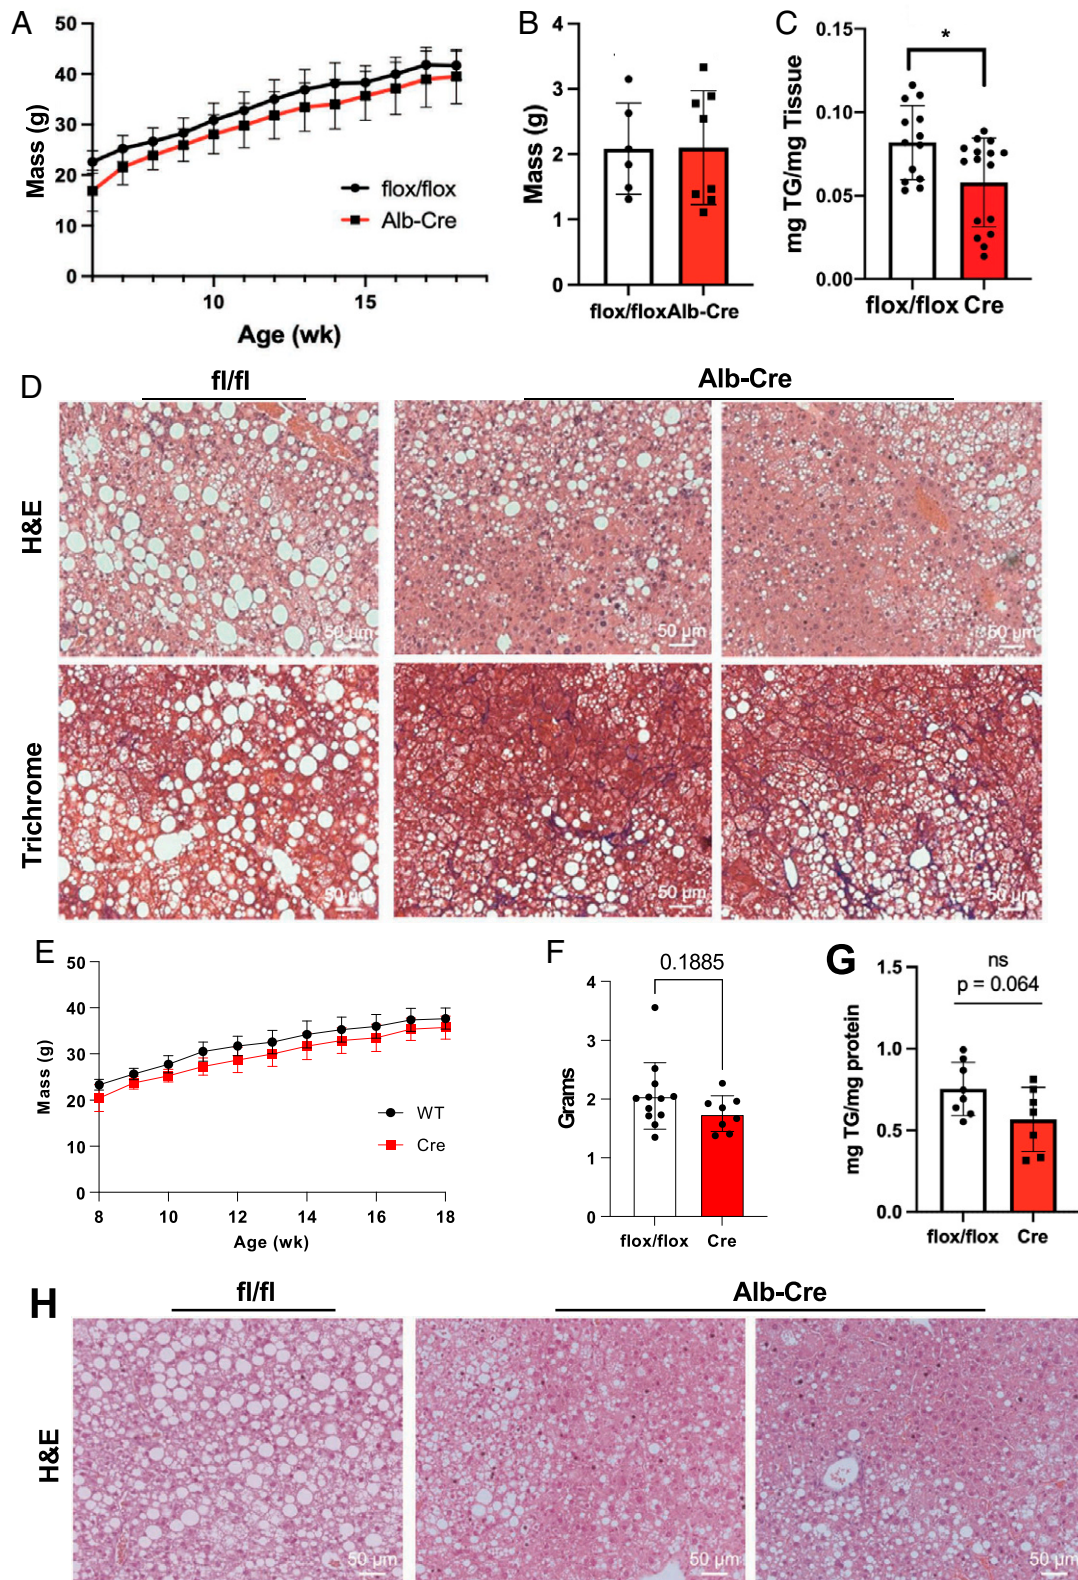 A
Mass (g)
50
40
30
20
10
0
10
15
Age (wk)
flox/flox
Alb-Cre
B
Mass (g)
4
3
2
1
0
flox/flox Alb-Cre
C
mg TG/mg Tissue
0.15
0.10
0.05
0.00
*
flox/flox Cre
D
fl/fl
Alb-Cre
H&E
50 µm
50 µm
50 µm
Trichrome
50 µm
50 µm
50 µm
E
Mass (g)
50
40
30
20
10
0
8
10
12
14
16
18
Age (wk)
WT
Cre
F
Grams
4
3
2
1
0
0.1885
flox/flox Cre
G
mg TG/mg protein
1.5
1.0
0.5
0.0
ns
p = 0.064
flox/flox Cre
H
fl/fl
Alb-Cre
H&E
50 µm
50 µm
50 µm